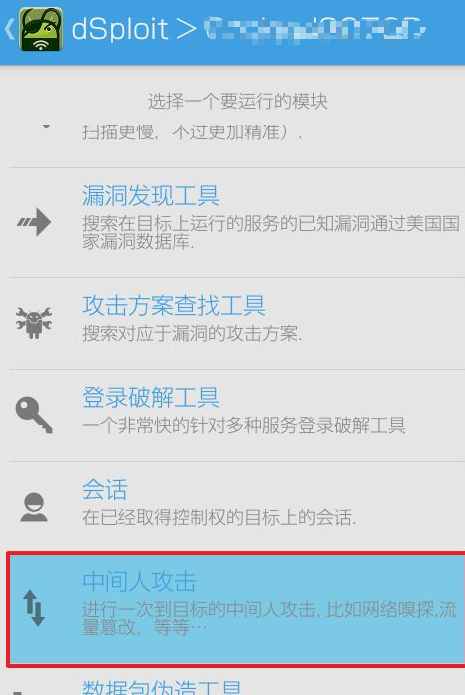 dSploit >
选择一个要运行的模块
扫描更慢，不过更加精准）.
漏洞发现工具
搜索在目标上运行的服务的已知漏洞通过美国国
家漏洞数据库.
攻击方案查找工具
搜索对应于漏洞的攻击方案.
登录破解工具
一个非常快的针对多种服务登录破解工具
会话
在已经取得控制权的目标上的会话.
中间人攻击
进行一次到目标的中间人攻击, 比如网络嗅探,流
量篡改，等等…
数据包伪造工具